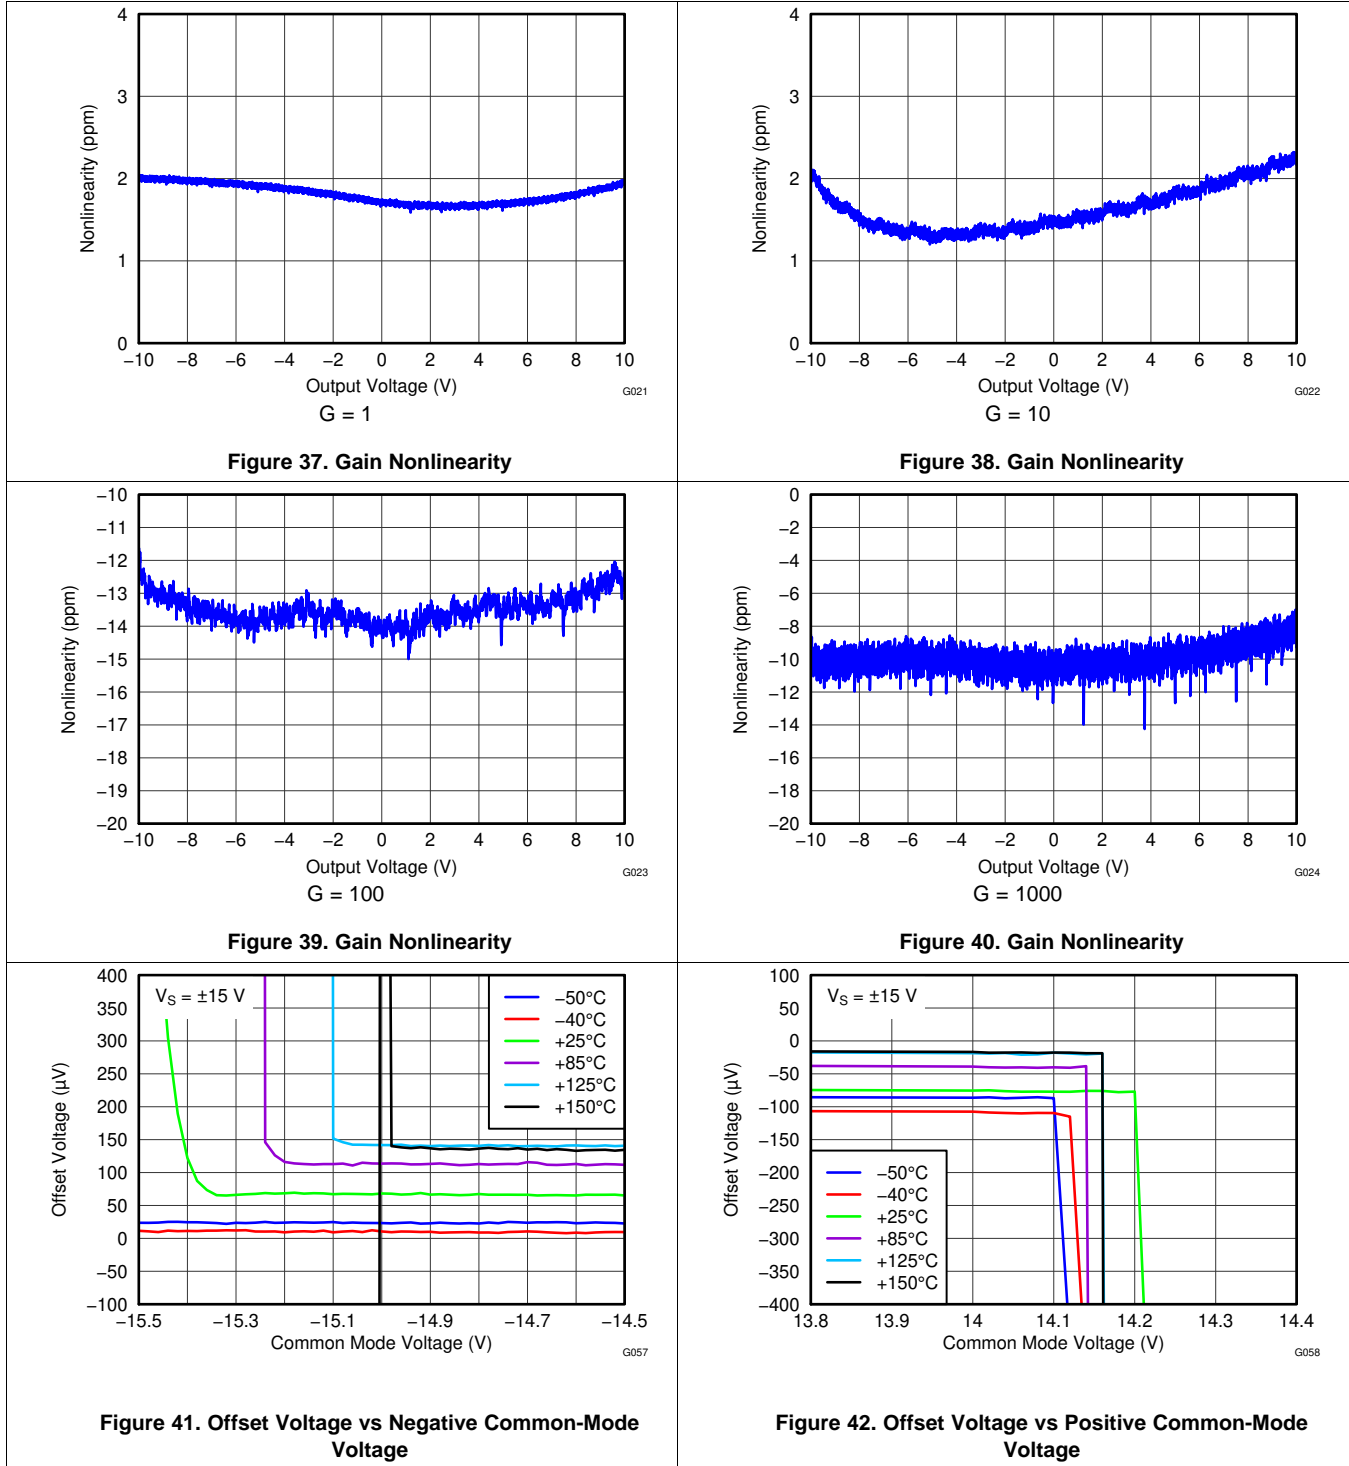 4
3
2
1
0
Nonlinearity (ppm)
−10 −8 −6 −4 −2 0 2 4 6 8 10
Output Voltage (V)
G021
G = 1
Figure 37. Gain Nonlinearity
4
3
2
1
0
Nonlinearity (ppm)
−10 −8 −6 −4 −2 0 2 4 6 8 10
Output Voltage (V)
G022
G = 10
Figure 38. Gain Nonlinearity
−10
−11
−12
−13
−14
−15
−16
−17
−18
−19
−20
Nonlinearity (ppm)
−10 −8 −6 −4 −2 0 2 4 6 8 10
Output Voltage (V)
G023
G = 100
Figure 39. Gain Nonlinearity
0
−2
−4
−6
−8
−10
−12
−14
−16
−18
−20
Nonlinearity (ppm)
−10 −8 −6 −4 −2 0 2 4 6 8 10
Output Voltage (V)
G024
G = 1000
Figure 40. Gain Nonlinearity
400
350
300
250
200
150
100
50
0
−50
−100
Offset Voltage (µV)
VS = ±15 V
−50°C
−40°C
+25°C
+85°C
+125°C
+150°C
−15.5 −15.3 −15.1 −14.9 −14.7 −14.5
Common Mode Voltage (V)
G057
Figure 41. Offset Voltage vs Negative Common-Mode
Voltage
100
50
0
−50
−100
−150
−200
−250
−300
−350
−400
Offset Voltage (µV)
VS = ±15 V
−50°C
−40°C
+25°C
+85°C
+125°C
+150°C
13.8 13.9 14 14.1 14.2 14.3 14.4
Common Mode Voltage (V)
G058
Figure 42. Offset Voltage vs Positive Common-Mode
Voltage